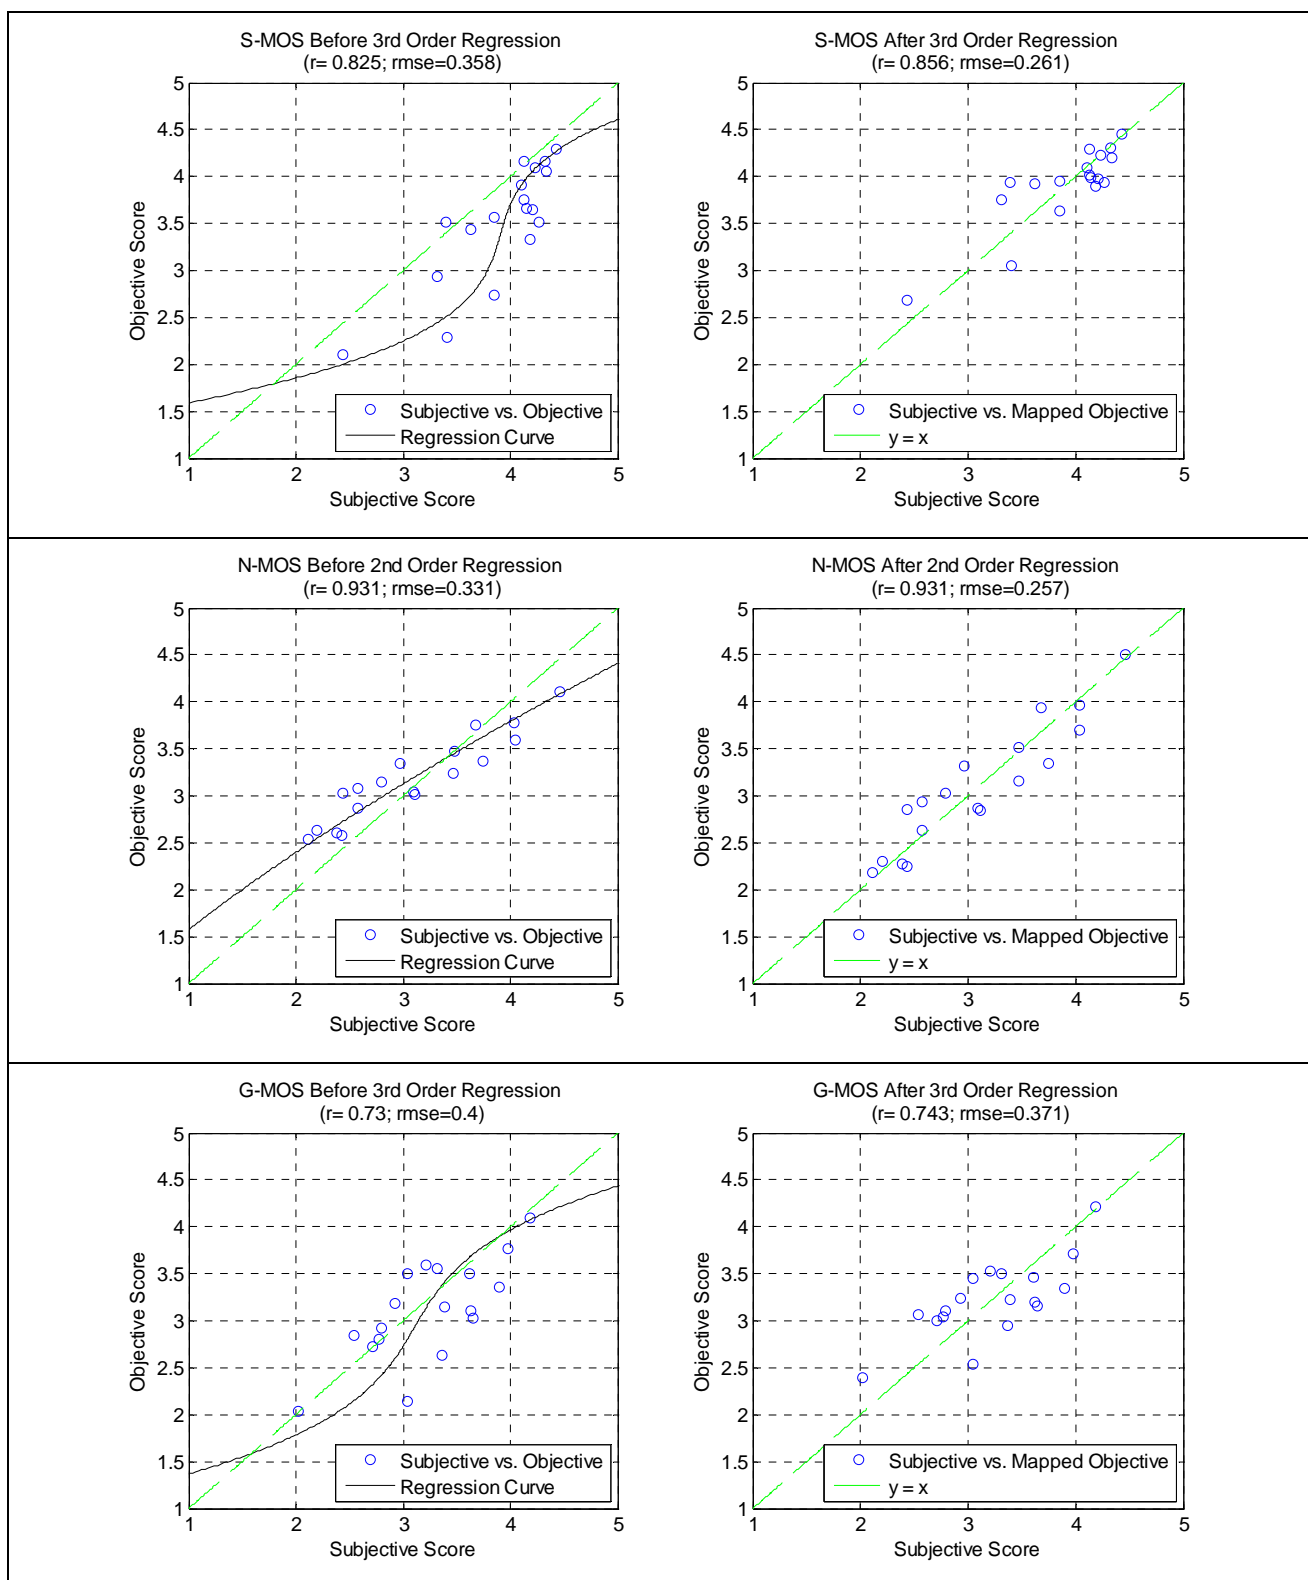 S-MOS Before 3rd Order Regression
(r= 0.825; rmse=0.358)
5
4.5
4
3.5
3
2.5
2
1.5
1
Objective Score
Subjective vs. Objective
Regression Curve
1 2 3 4 5
Subjective Score
S-MOS After 3rd Order Regression
(r= 0.856; rmse=0.261)
5
4.5
4
3.5
3
2.5
2
1.5
1
Objective Score
Subjective vs. Mapped Objective
y = x
1 2 3 4 5
Subjective Score
N-MOS Before 2nd Order Regression
(r= 0.931; rmse=0.331)
5
4.5
4
3.5
3
2.5
2
1.5
1
Objective Score
Subjective vs. Objective
Regression Curve
1 2 3 4 5
Subjective Score
N-MOS After 2nd Order Regression
(r= 0.931; rmse=0.257)
5
4.5
4
3.5
3
2.5
2
1.5
1
Objective Score
Subjective vs. Mapped Objective
y = x
1 2 3 4 5
Subjective Score
G-MOS Before 3rd Order Regression
(r= 0.73; rmse=0.4)
5
4.5
4
3.5
3
2.5
2
1.5
1
Objective Score
Subjective vs. Objective
Regression Curve
1 2 3 4 5
Subjective Score
G-MOS After 3rd Order Regression
(r= 0.743; rmse=0.371)
5
4.5
4
3.5
3
2.5
2
1.5
1
Objective Score
Subjective vs. Mapped Objective
y = x
1 2 3 4 5
Subjective Score